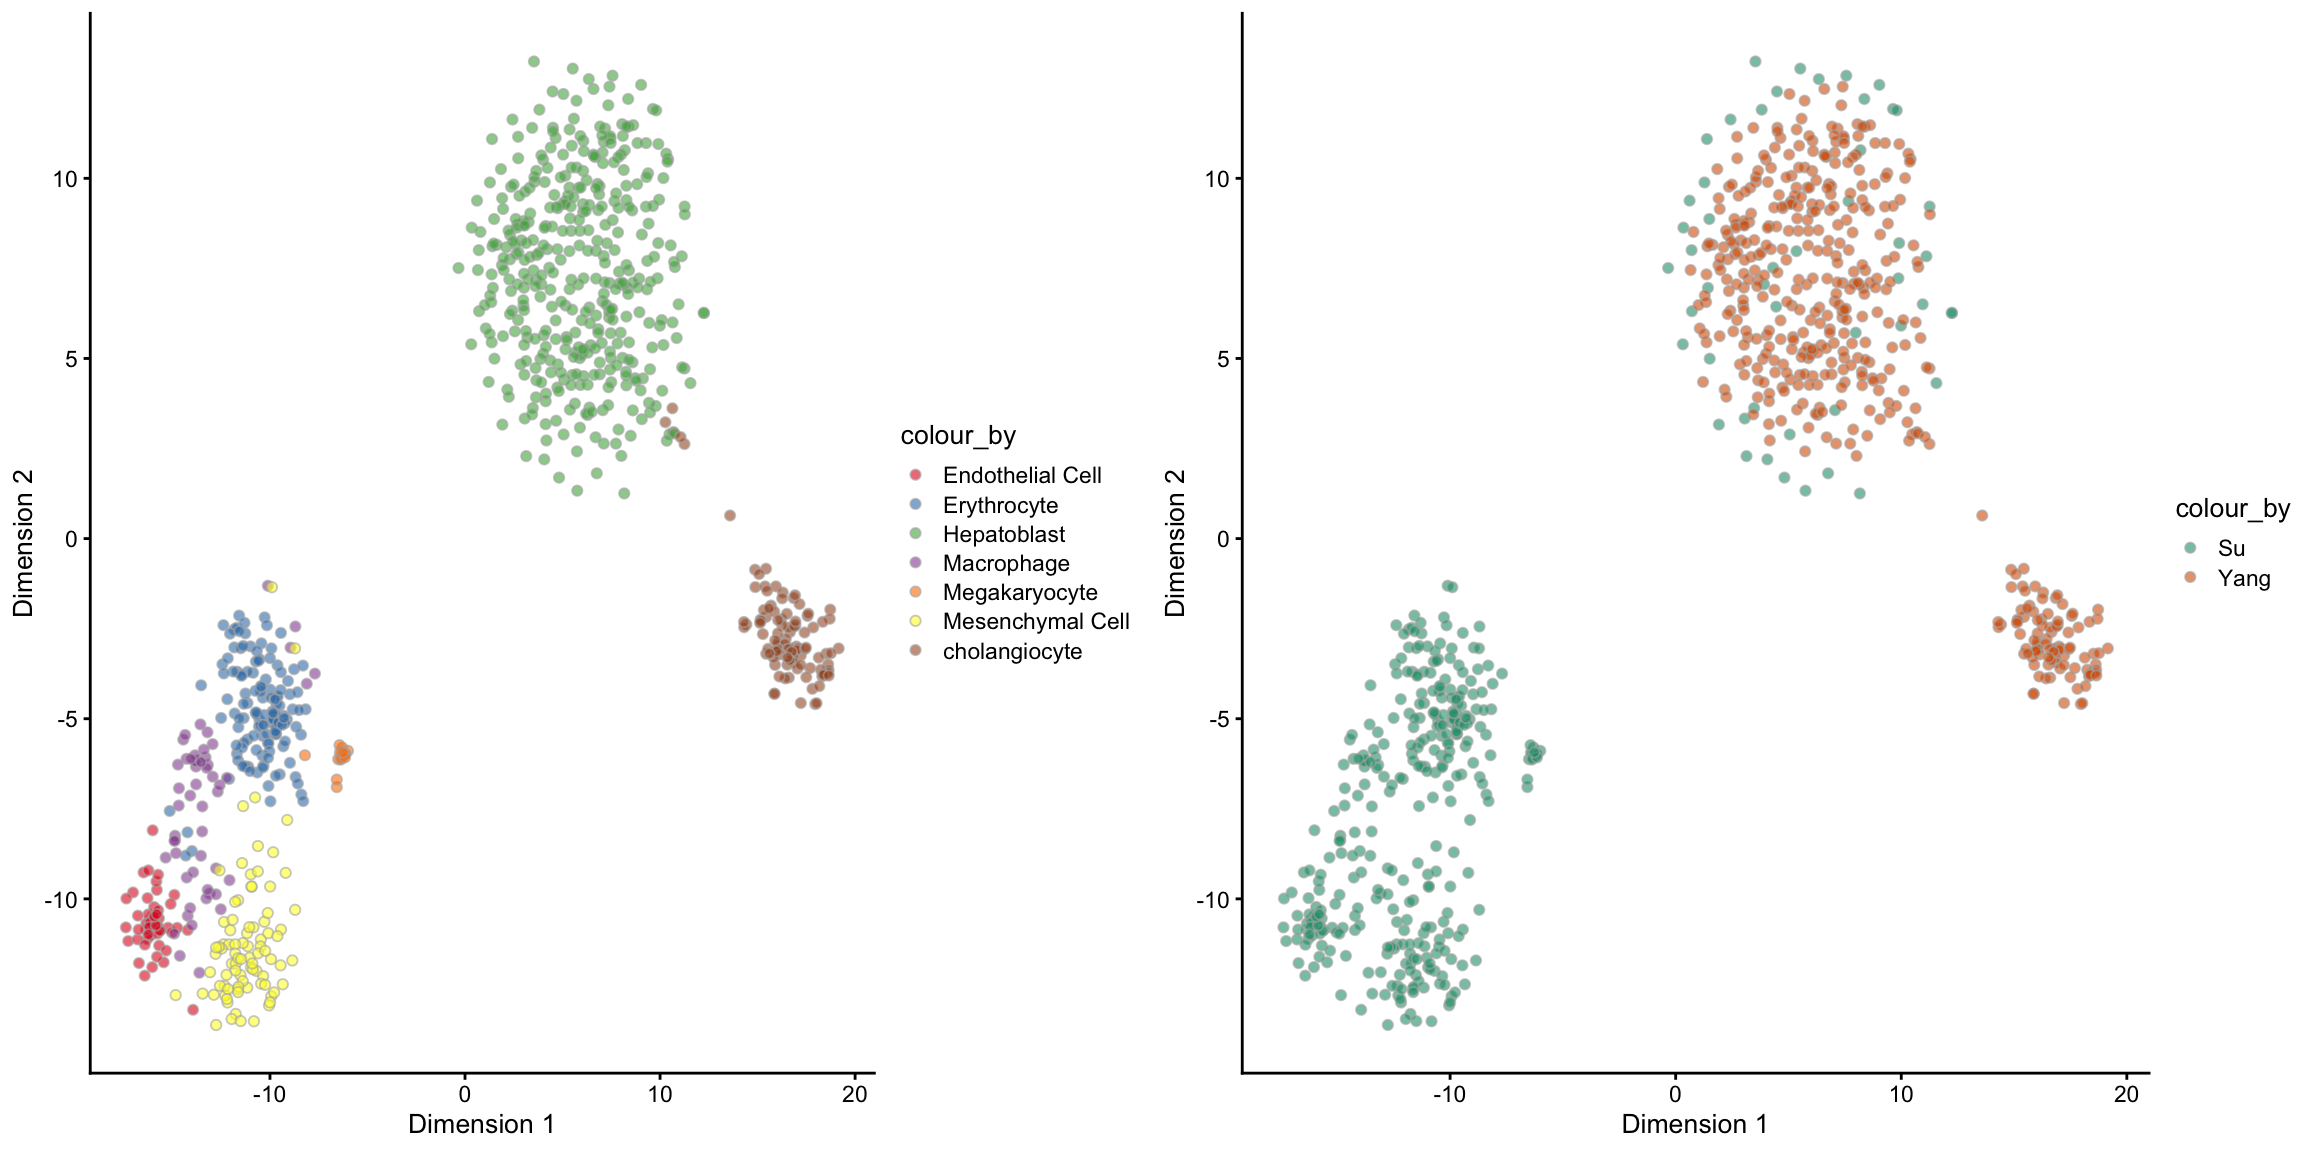 10
5
0
-5
-10
-10
0
10
20
Dimension 1
Dimension 2
colour_by
Endothelial Cell
Erythrocyte
Hepatoblast
Macrophage
Megakaryocyte
Mesenchymal Cell
cholangiocyte
10
5
0
-5
-10
-10
0
10
20
Dimension 1
Dimension 2
colour_by
Su
Yang